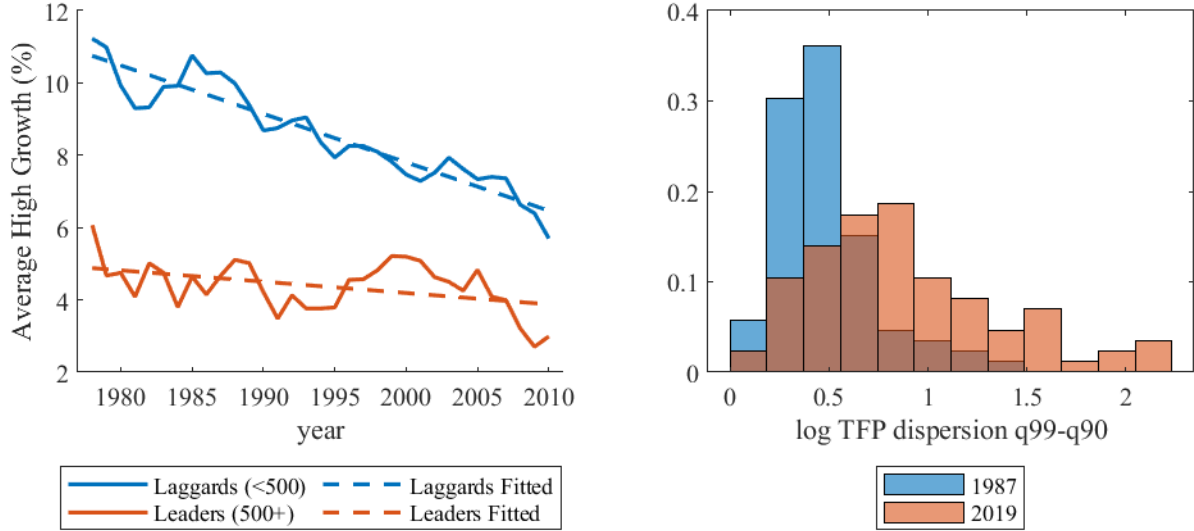 Average High Growth (%)
12
10
8
6
4
2
1980 1985 1990 1995 2000 2005 2010
year
Laggards (<500) Laggards Fitted
Leaders (500+) Leaders Fitted
0.4
0.3
0.2
0.1
0
0 0.5 1 1.5 2
log TFP dispersion q99-q90
1987
2019